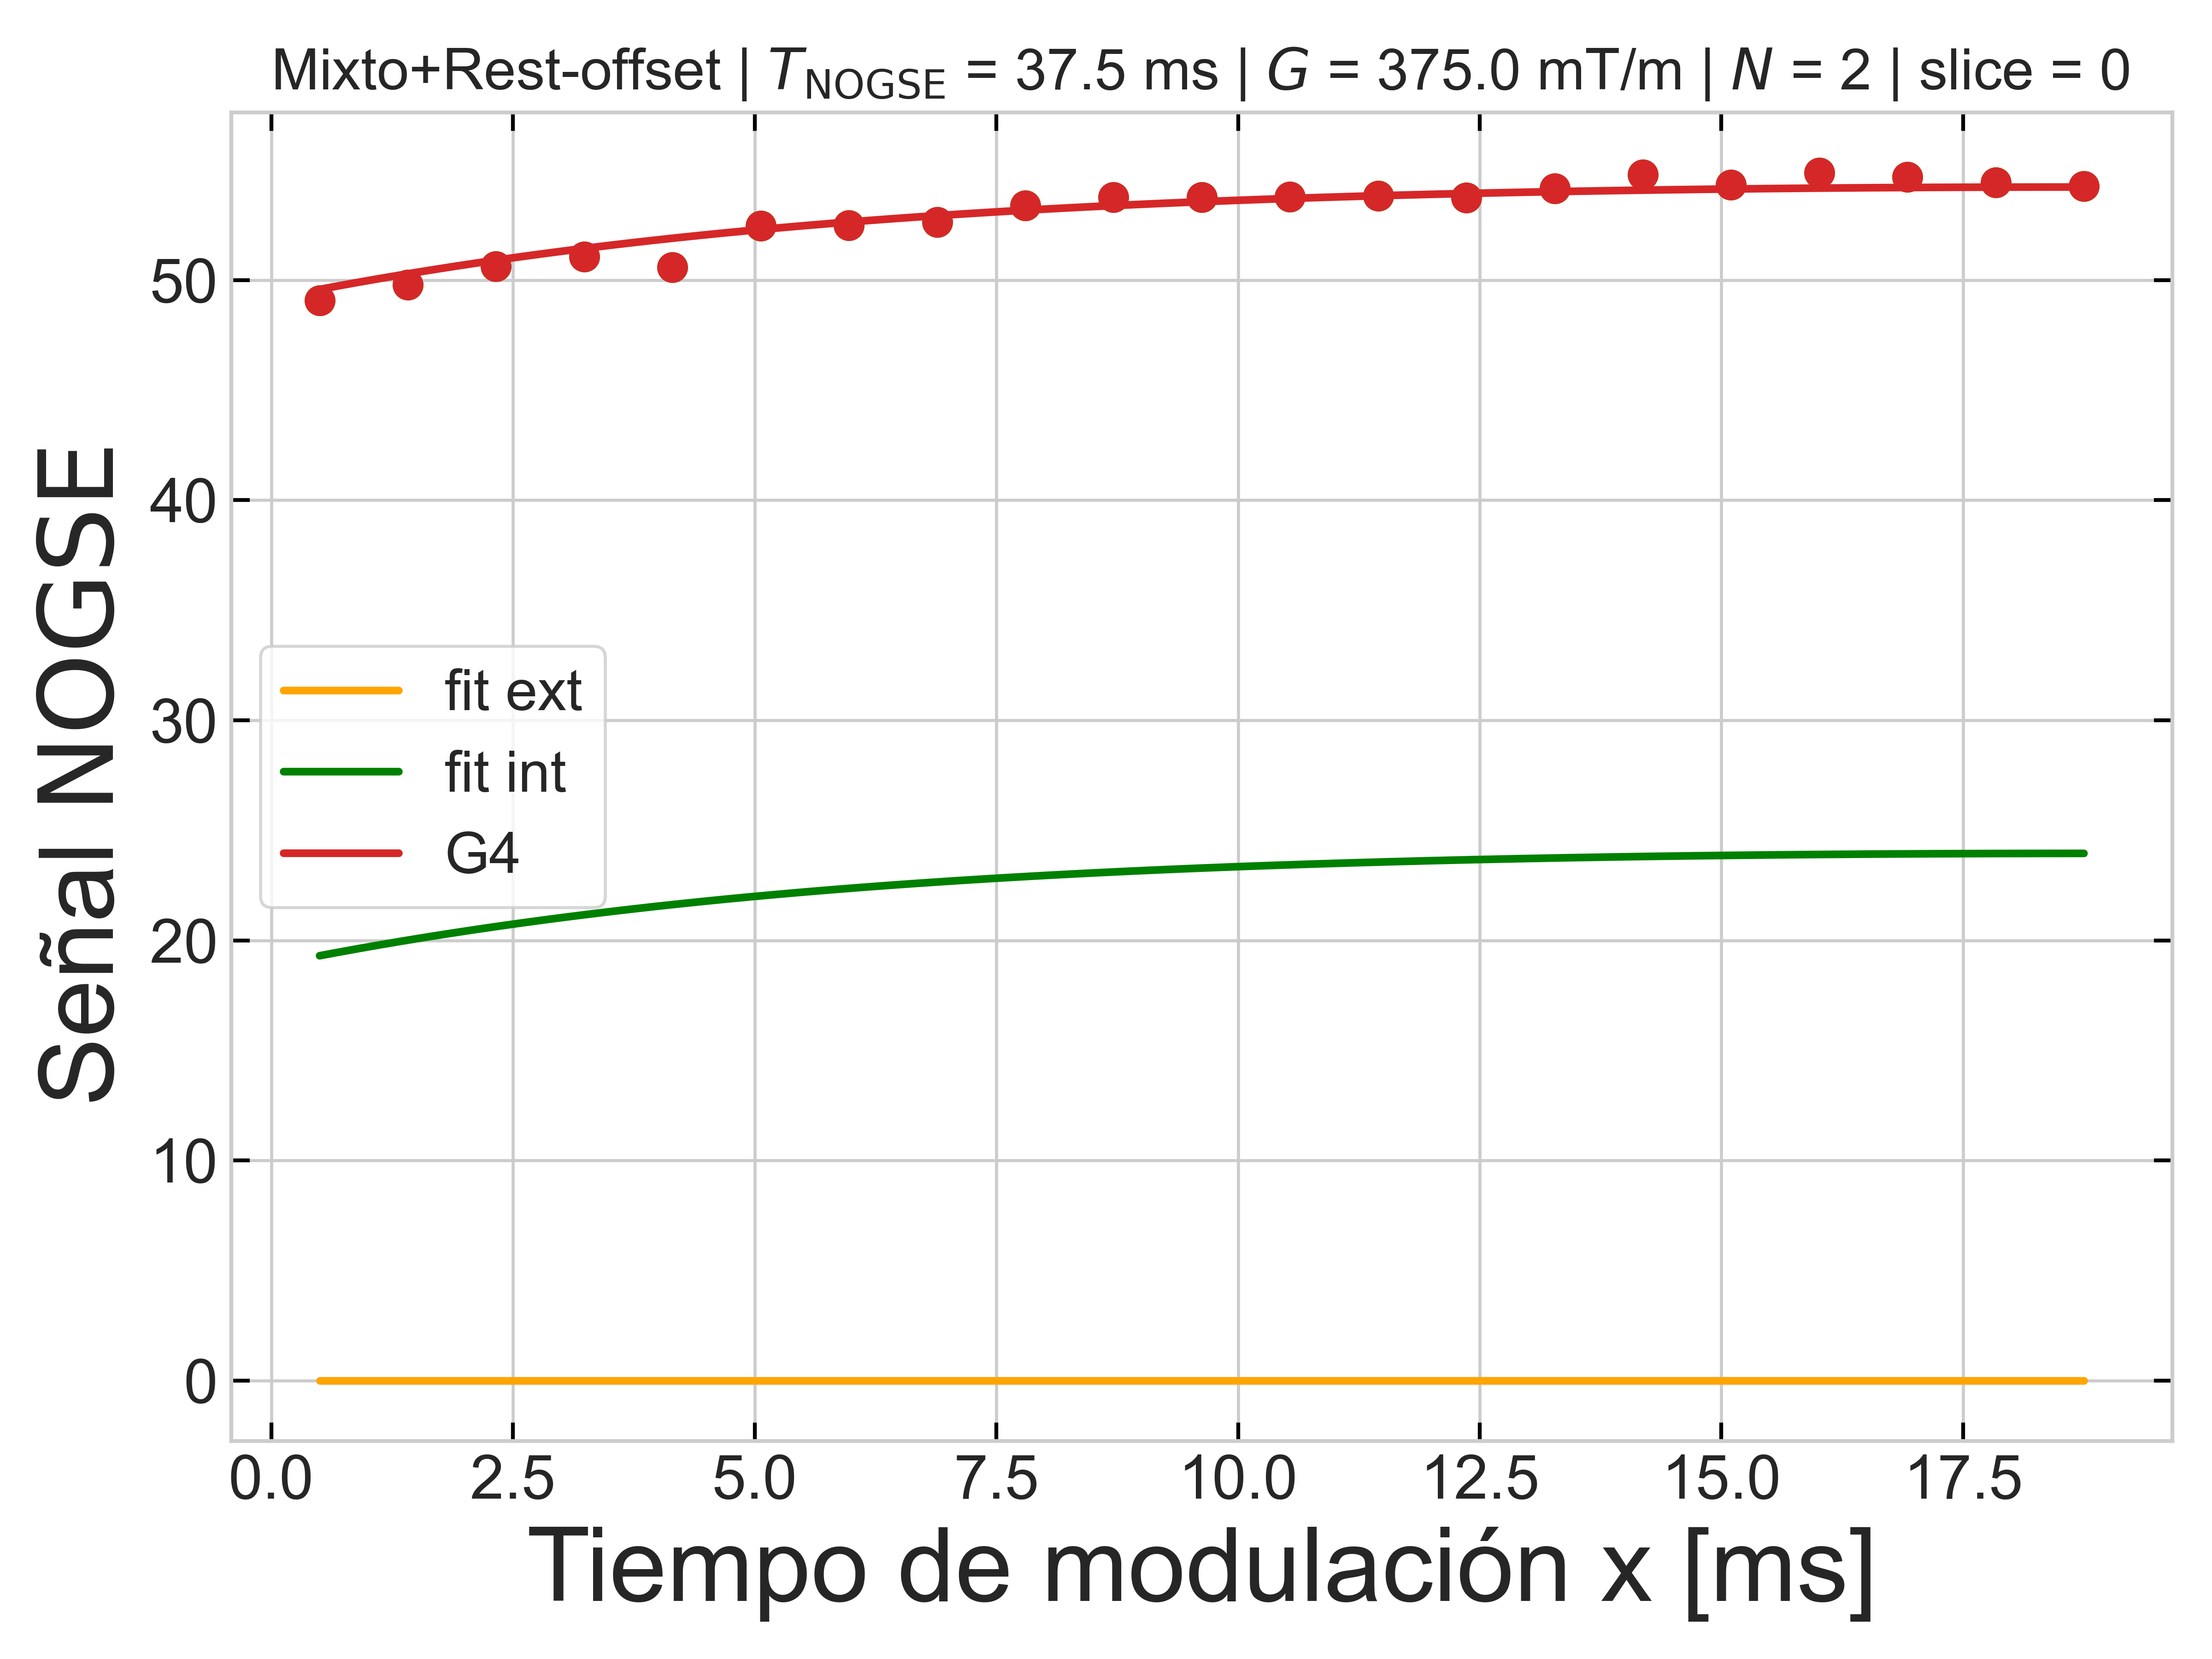 Mixto+Rest-offset | T_NOGSE = 37.5 ms | G = 375.0 mT/m | N = 2 | slice = 0
Señal NOGSE
50
40
30
20
10
0
fit ext
fit int
G4
0.0 2.5 5.0 7.5 10.0 12.5 15.0 17.5
Tiempo de modulación x [ms]